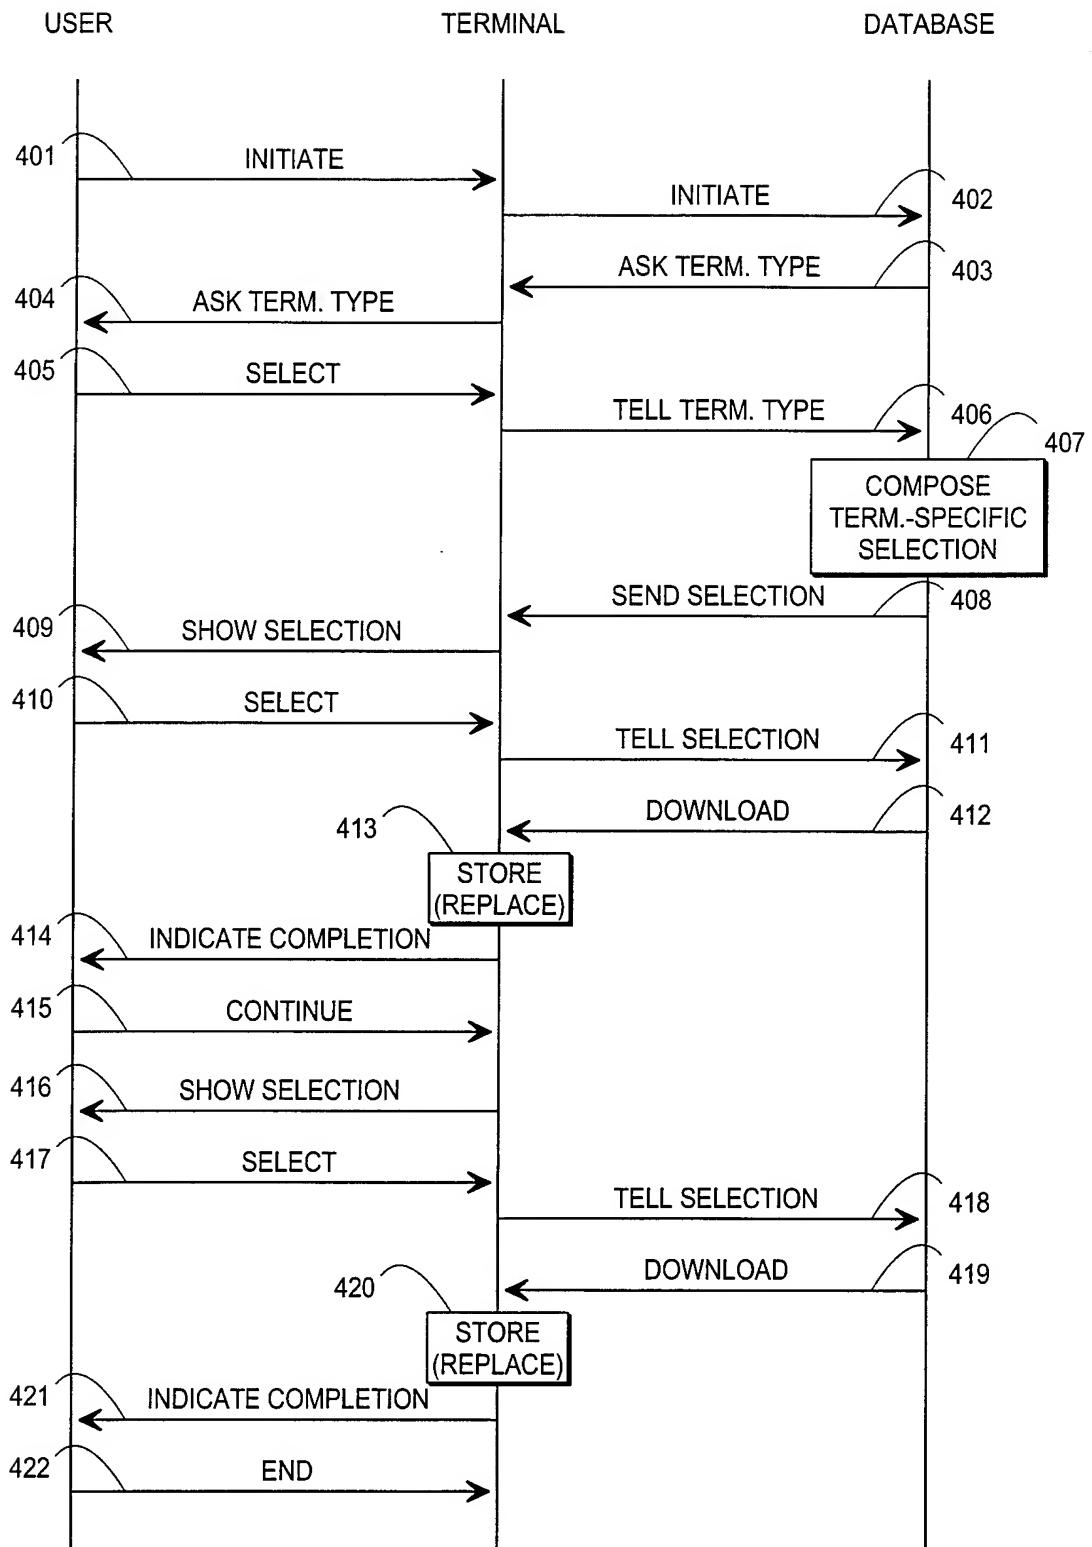 USER
TERMINAL
DATABASE
401
INITIATE
INITIATE
402
ASK TERM. TYPE
403
404
ASK TERM. TYPE
405
SELECT
TELL TERM. TYPE
406
407
COMPOSE
TERM.-SPECIFIC
SELECTION
SEND SELECTION
408
409
SHOW SELECTION
410
SELECT
TELL SELECTION
411
DOWNLOAD
412
413
STORE
(REPLACE)
414
INDICATE COMPLETION
415
CONTINUE
416
SHOW SELECTION
417
SELECT
TELL SELECTION
418
DOWNLOAD
419
420
STORE
(REPLACE)
421
INDICATE COMPLETION
422
END